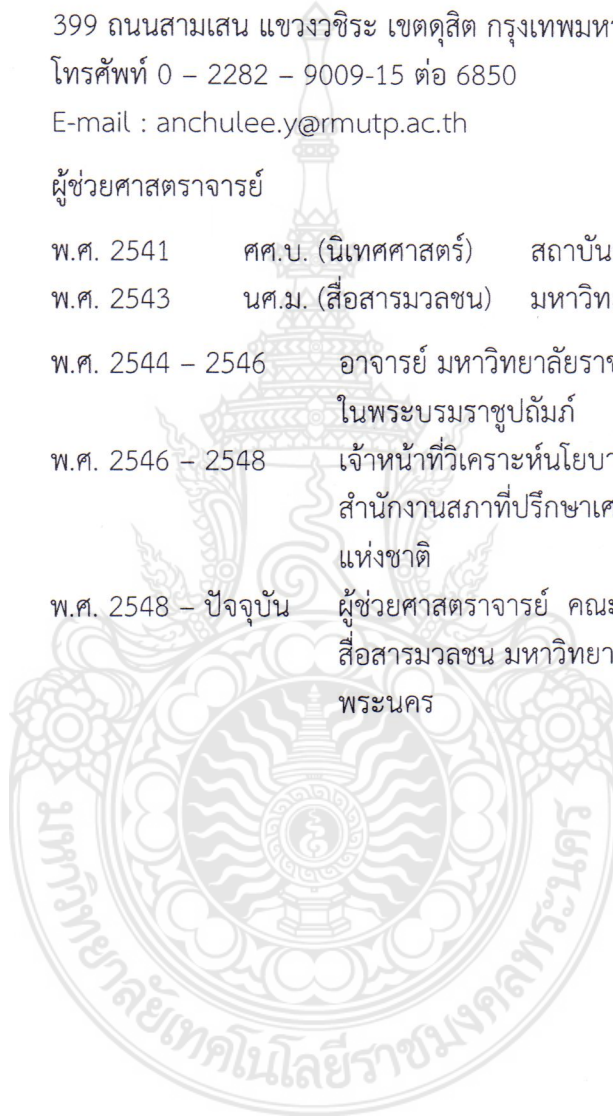 399 ถนนสามเสน แขวงวชิระ เขตดุสิต กรุงเทพมห
โทรศัพท์ 0 – 2282 – 9009-15 ต่อ 6850
E-mail : anchulee.y@rmutp.ac.th
ผู้ช่วยศาสตราจารย์
พ.ศ. 2541 ศศ.บ. (นิเทศศาสตร์) สถาบัน
พ.ศ. 2543 นศ.ม. (สื่อสารมวลชน) มหาวิท
พ.ศ. 2544 – 2546 อาจารย์ มหาวิทยาลัยราช
ในพระบรมราชูปถัมภ์
พ.ศ. 2546 – 2548 เจ้าหน้าที่วิเคราะห์นโยบา
สำนักงานสภาที่ปรึกษาเศ
แห่งชาติ
พ.ศ. 2548 – ปัจจุบัน ผู้ช่วยศาสตราจารย์ คณะ
สื่อสารมวลชน มหาวิทยา
พระนคร
มหาวิทยาลัยเทคโนโลยีราชมงคลพระนคร